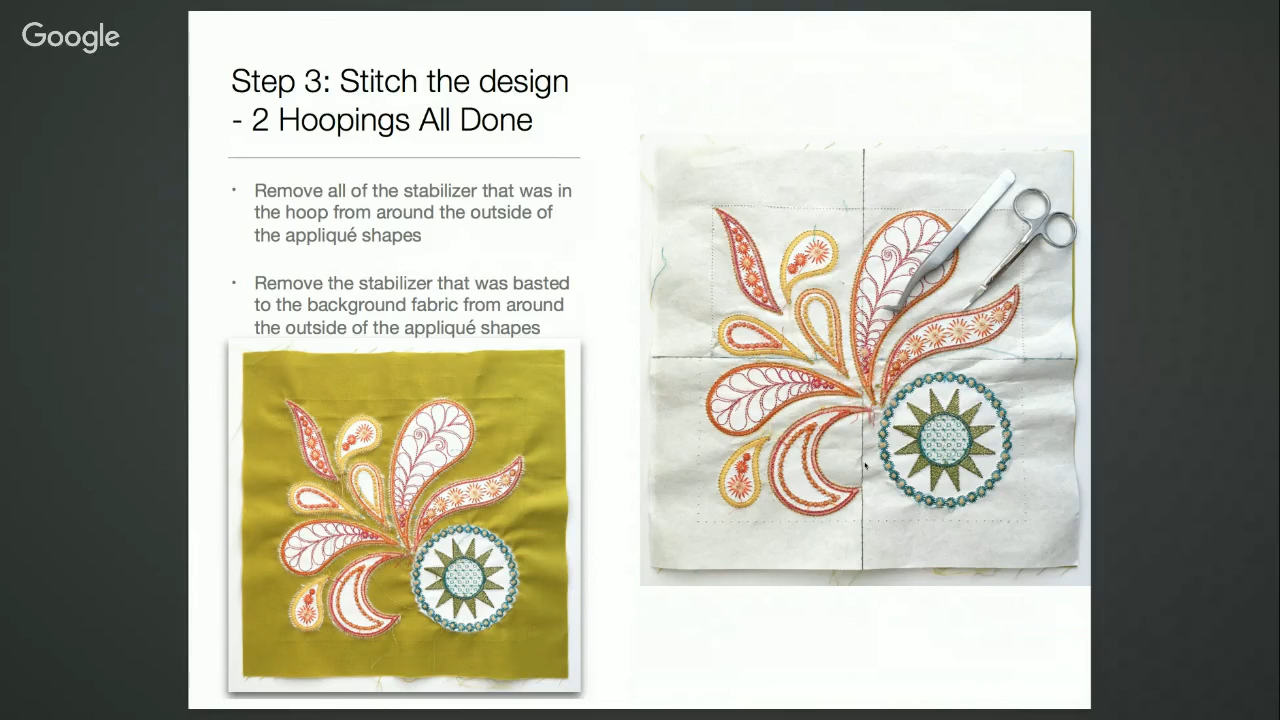 Google
Step 3: Stitch the design
- 2 Hoopings All Done
• Remove all of the stabilizer that was in
the hoop from around the outside of
the appliqué shapes
• Remove the stabilizer that was basted
to the background fabric from around
the outside of the appliqué shapes